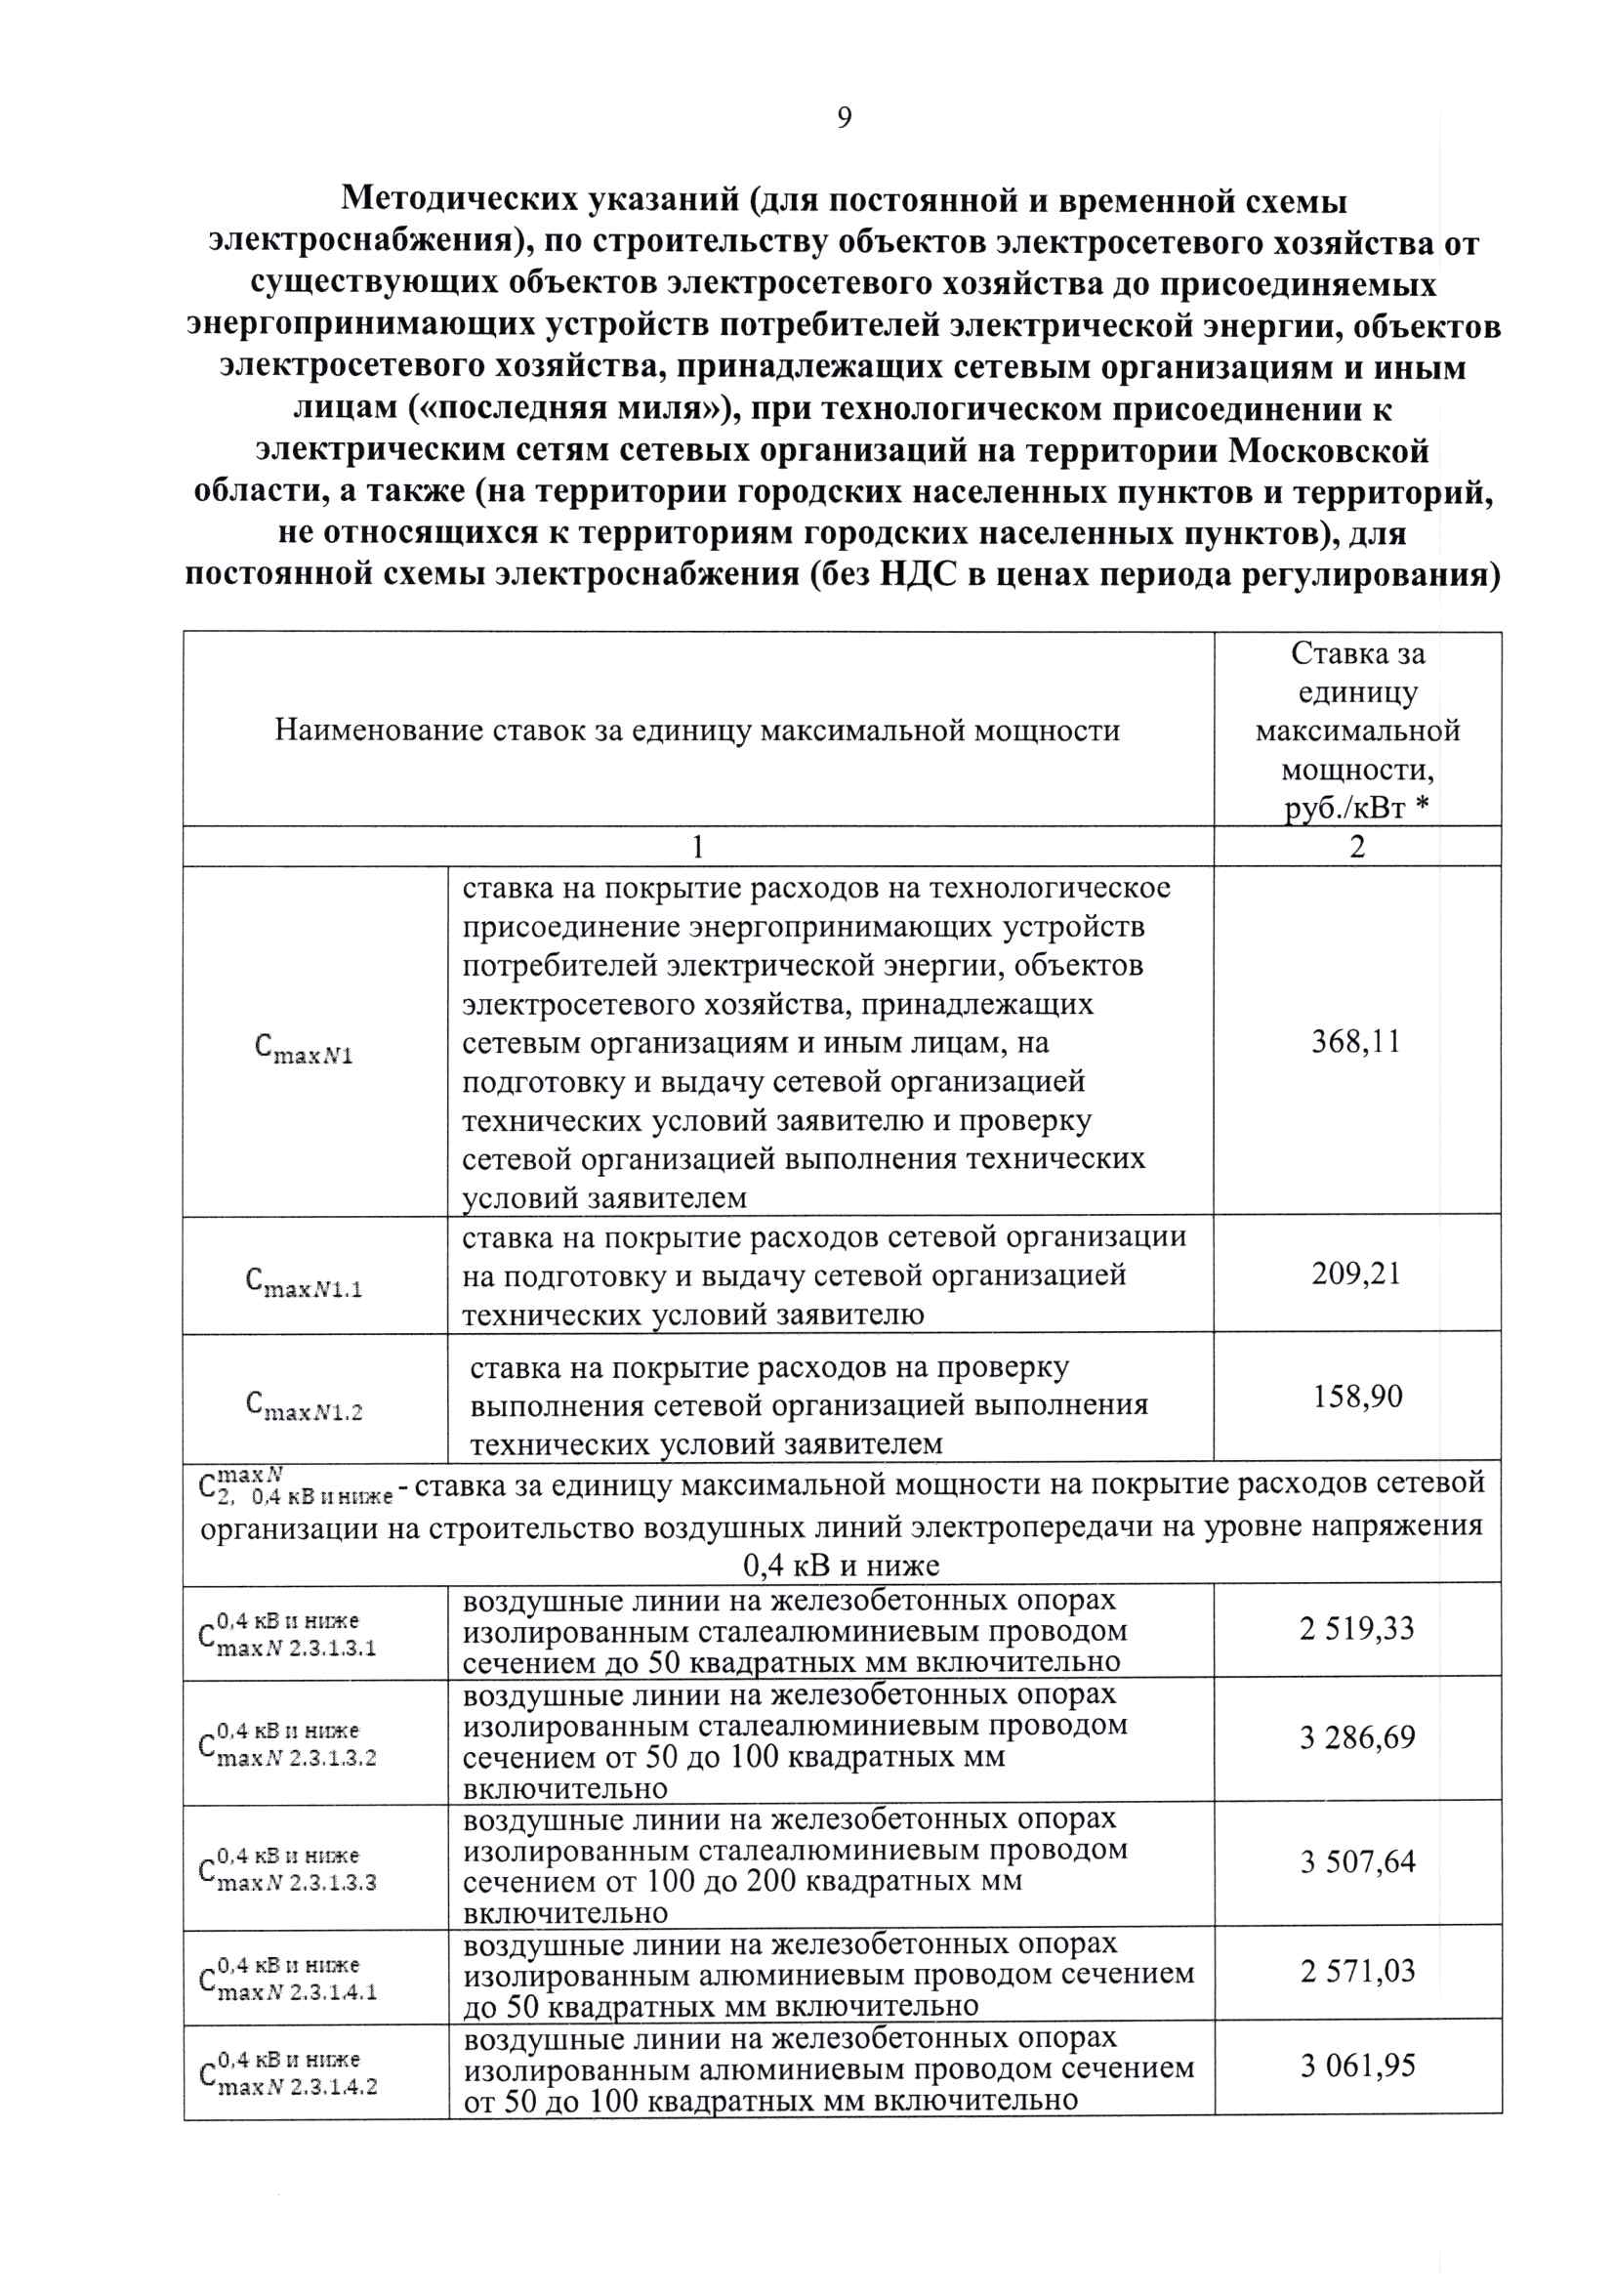 9
Методических указаний (для постоянной и временной схемы
электроснабжения), по строительству объектов электросетевого хозяйства от
существующих объектов электросетевого хозяйства до присоединяемых
энергопринимающих устройств потребителей электрической энергии, объектов
электросетевого хозяйства, принадлежащих сетевым организациям и иным
лицам («последняя миля»), при технологическом присоединении к
электрическим сетям сетевых организаций на территории Московской
области, а также (на территории городских населенных пунктов и территорий,
не относящихся к территориям городских населенных пунктов), для
постоянной схемы электроснабжения (без НДС в ценах периода регулирования)
Наименование ставок за единицу максимальной мощности
Ставка за
единицу
максимальной
мощности,
руб./кВт *
1
2
C maxN1
ставка на покрытие расходов на технологическое
присоединение энергопринимающих устройств
потребителей электрической энергии, объектов
электросетевого хозяйства, принадлежащих
сетевым организациям и иным лицам, на
подготовку и выдачу сетевой организацией
технических условий заявителю и проверку
сетевой организацией выполнения технических
условий заявителем
368,11
C maxN1.1
ставка на покрытие расходов сетевой организации
на подготовку и выдачу сетевой организацией
технических условий заявителю
209,21
C maxN1.2
ставка на покрытие расходов на проверку
выполнения сетевой организацией выполнения
технических условий заявителем
158,90
C maxN 2, 0,4 кВ и ниже - ставка за единицу максимальной мощности на покрытие расходов сетевой
организации на строительство воздушных линий электропередачи на уровне напряжения
0,4 кВ и ниже
C 0,4 кВ и ниже maxN 2.3.1.3.1
воздушные линии на железобетонных опорах
изолированным сталеалюминиевым проводом
сечением до 50 квадратных мм включительно
2 519,33
C 0,4 кВ и ниже maxN 2.3.1.3.2
воздушные линии на железобетонных опорах
изолированным сталеалюминиевым проводом
сечением от 50 до 100 квадратных мм
включительно
3 286,69
C 0,4 кВ и ниже maxN 2.3.1.3.3
воздушные линии на железобетонных опорах
изолированным сталеалюминиевым проводом
сечением от 100 до 200 квадратных мм
включительно
3 507,64
C 0,4 кВ и ниже maxN 2.3.1.4.1
воздушные линии на железобетонных опорах
изолированным алюминиевым проводом сечением
до 50 квадратных мм включительно
2 571,03
C 0,4 кВ и ниже maxN 2.3.1.4.2
воздушные линии на железобетонных опорах
изолированным алюминиевым проводом сечением
от 50 до 100 квадратных мм включительно
3 061,95